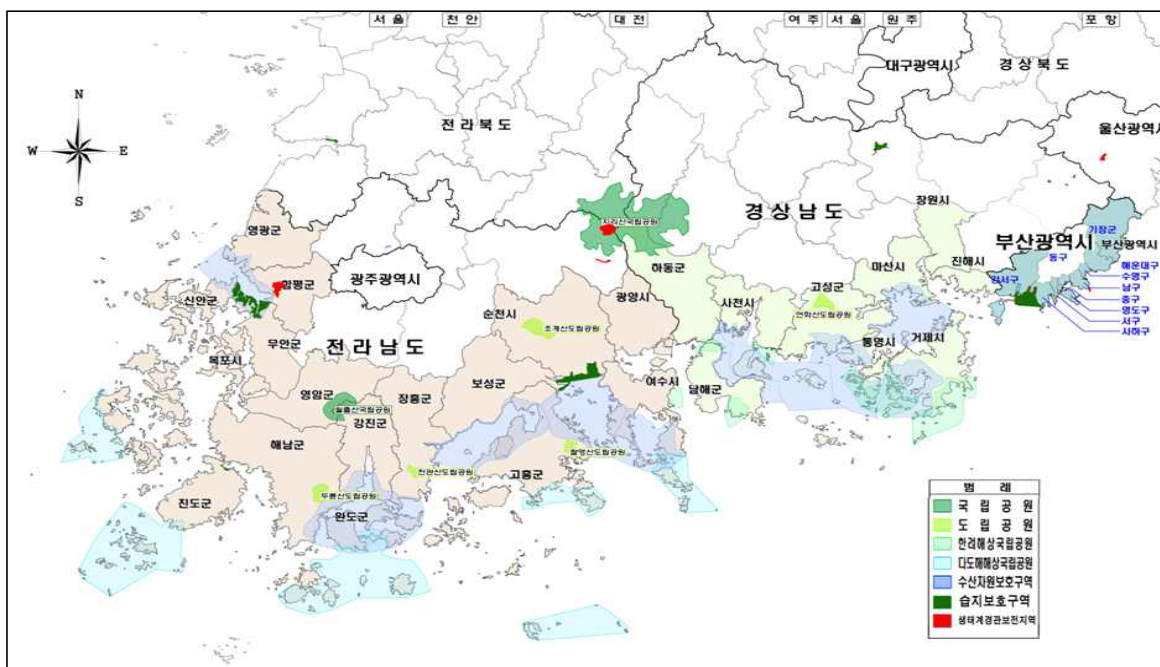 서울 천안 대전 여주 서울 원주 포항
대구광역시
경상북도
울산광역시
전라북도
N
W E
S
지리산국립공원
경상남도
창원시
기장군
부산광역시
부산광역시
동구
강서구
해운대구
수영구
남구
중구
영도구
서구
사하구
영광군
광주광역시
함평군
신안군
무안군
목포시
전라남도
순천시
광양시
하동군
사천시
고성군
마산시
진해시
조계산도립공원
연화산도립공원
통영시
거제시
보성군
여수시
남해군
영암군
월출산국립공원
장흥군
강진군
해남군
천관산도립공원
팔영산도립공원
고흥군
진도군
두륜산도립공원
완도군
범 례
국립공원
도립공원
한려해상국립공원
다도해해상국립공원
수산자원보호구역
습지보호구역
생태계경관보전지역